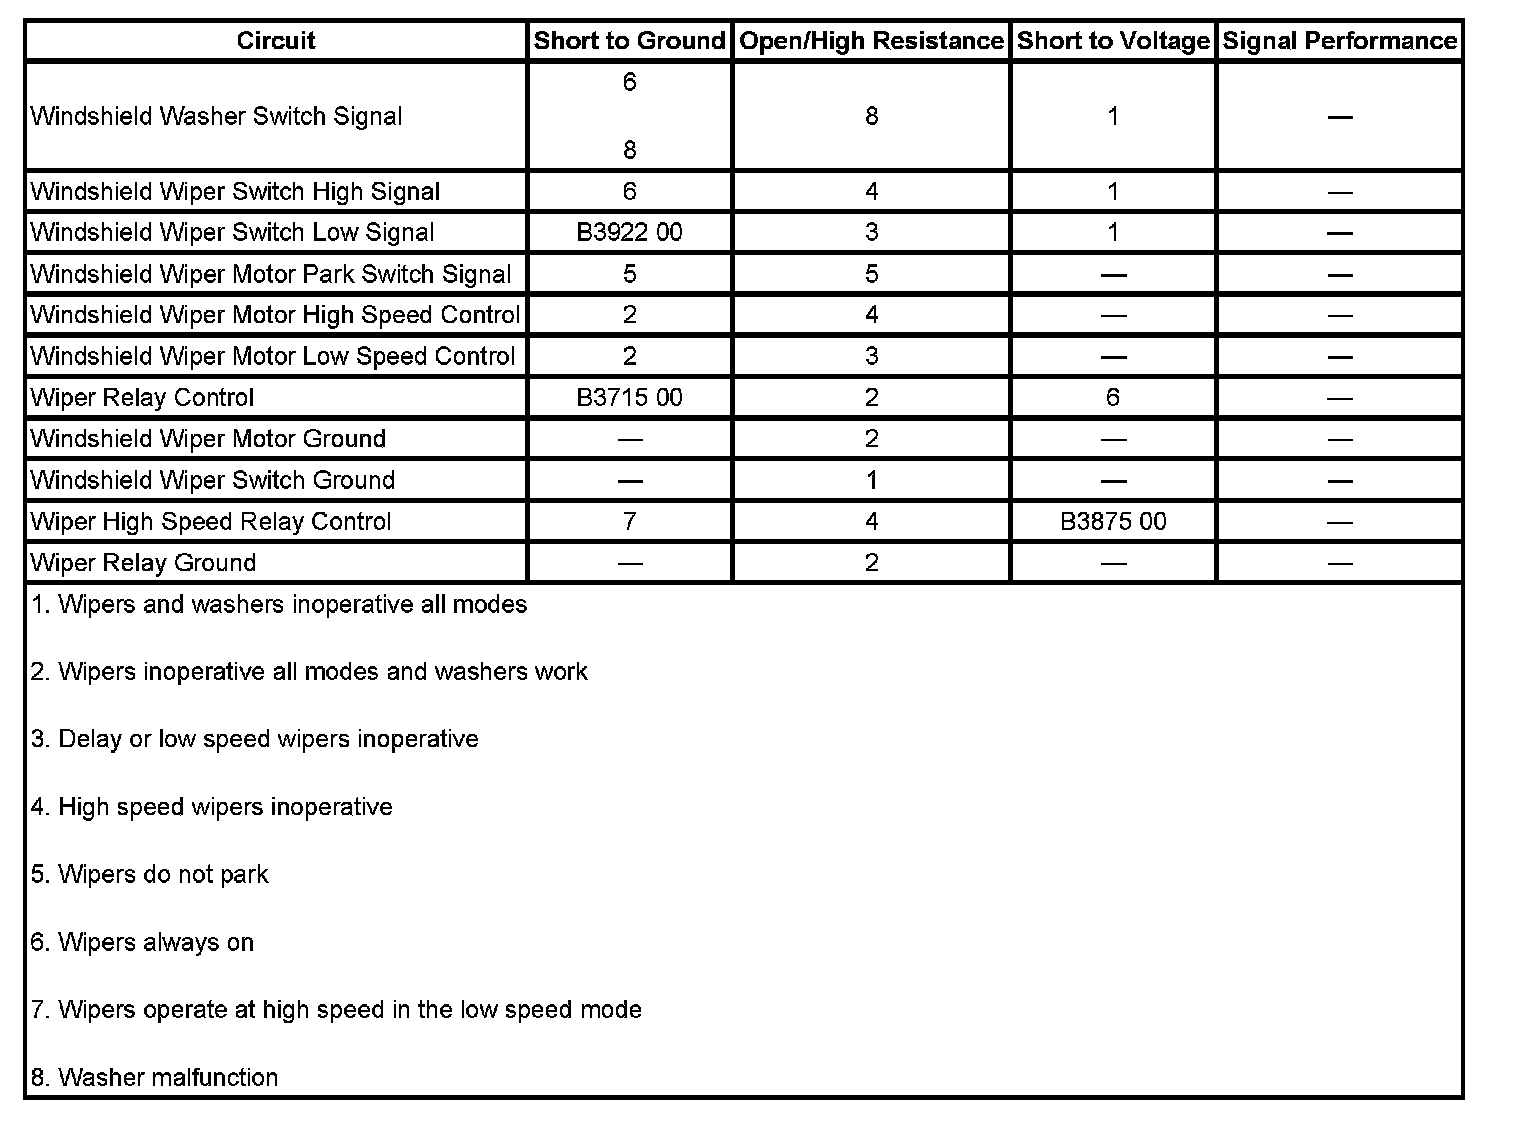 Circuit Short to Ground Open/High Resistance Short to Voltage Signal Performance
Windshield Washer Switch Signal 6 8 8 1 —
Windshield Wiper Switch High Signal 6 4 1 —
Windshield Wiper Switch Low Signal B3922 00 3 1 —
Windshield Wiper Motor Park Switch Signal 5 5 — —
Windshield Wiper Motor High Speed Control 2 4 — —
Windshield Wiper Motor Low Speed Control 2 3 — —
Wiper Relay Control B3715 00 2 6 —
Windshield Wiper Motor Ground — 2 — —
Windshield Wiper Switch Ground — 1 — —
Wiper High Speed Relay Control 7 4 B3875 00 —
Wiper Relay Ground — 2 — —
1. Wipers and washers inoperative all modes
2. Wipers inoperative all modes and washers work
3. Delay or low speed wipers inoperative
4. High speed wipers inoperative
5. Wipers do not park
6. Wipers always on
7. Wipers operate at high speed in the low speed mode
8. Washer malfunction